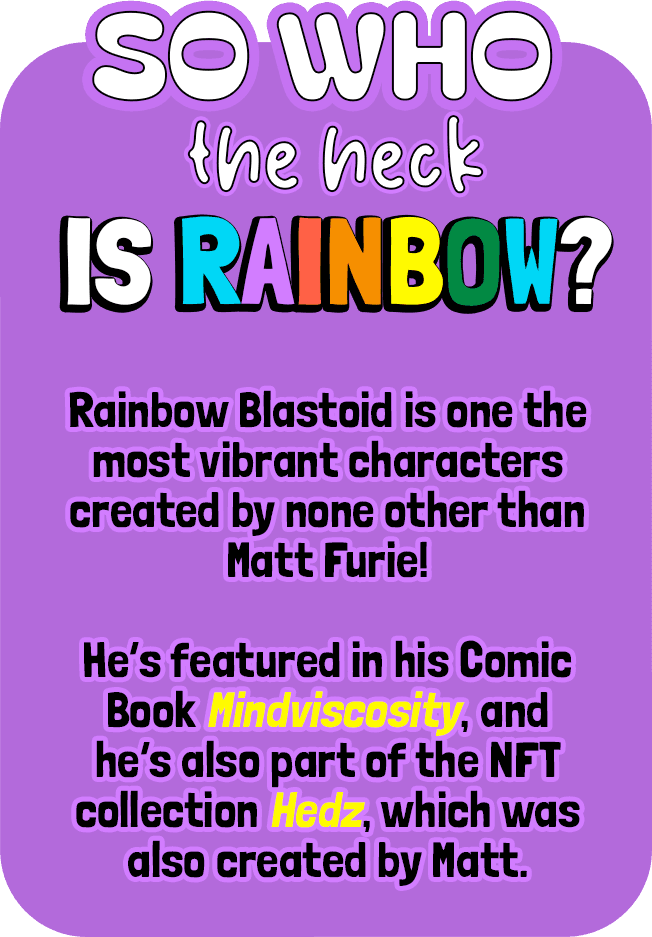 SO WHO
the heck
IS RAINBOW?
Rainbow Blastoid is one the
most vibrant characters
created by none other than
Matt Furie!
He's featured in his Comic
Book Mindviscosity, and
he's also part of the NFT
collection Hedz, which was
also created by Matt.